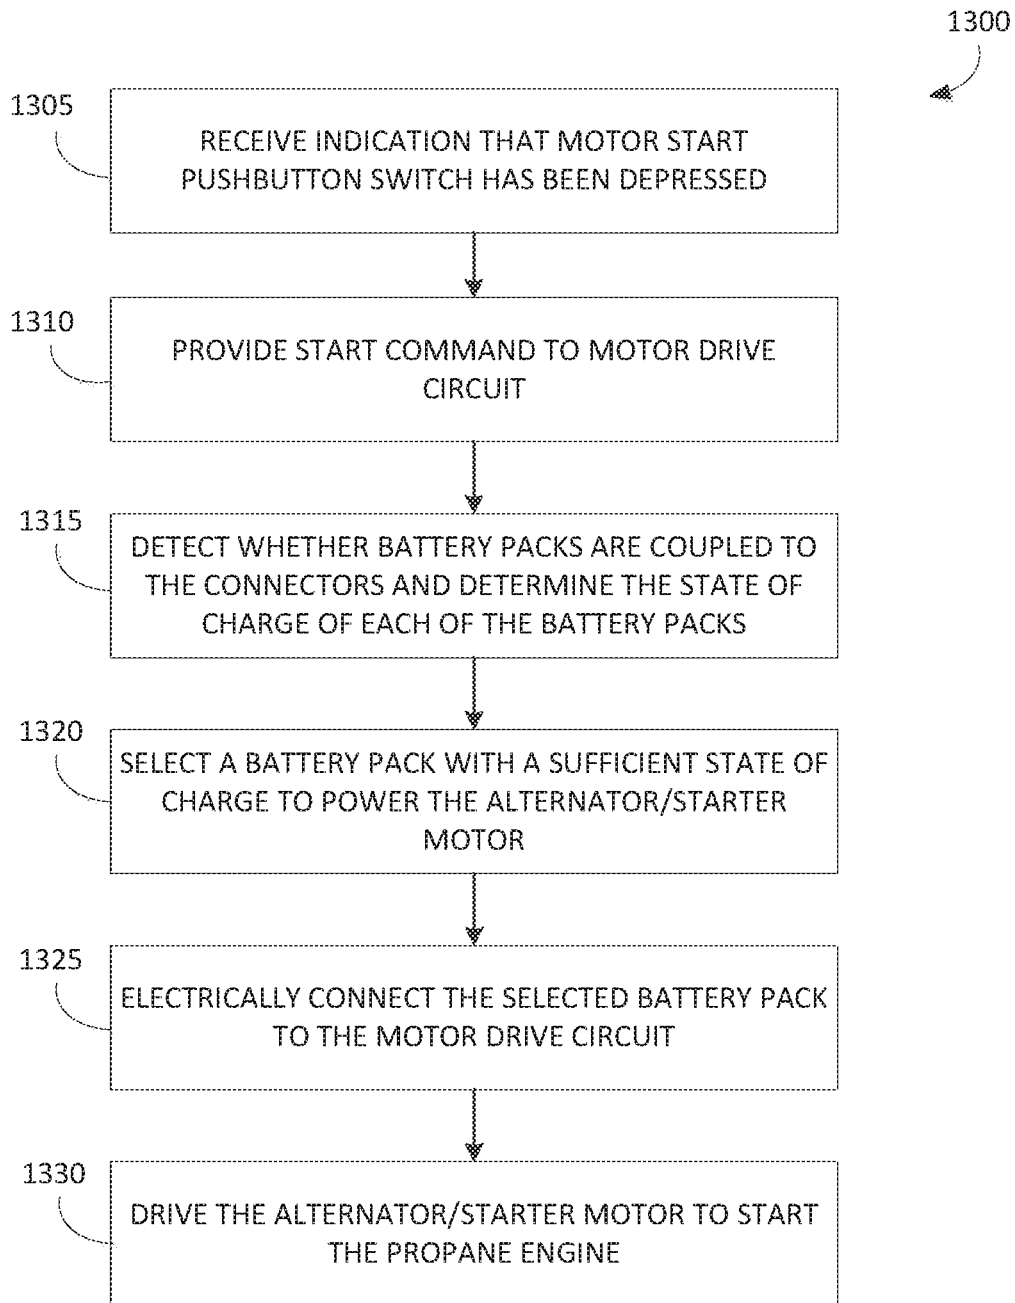 1300
1305
RECEIVE INDICATION THAT MOTOR START
PUSHBUTTON SWITCH HAS BEEN DEPRESSED
1310
PROVIDE START COMMAND TO MOTOR DRIVE
CIRCUIT
1315
DETECT WHETHER BATTERY PACKS ARE COUPLED TO
THE CONNECTORS AND DETERMINE THE STATE OF
CHARGE OF EACH OF THE BATTERY PACKS
1320
SELECT A BATTERY PACK WITH A SUFFICIENT STATE OF
CHARGE TO POWER THE ALTERNATOR/STARTER
MOTOR
1325
ELECTRICALLY CONNECT THE SELECTED BATTERY PACK
TO THE MOTOR DRIVE CIRCUIT
1330
DRIVE THE ALTERNATOR/STARTER MOTOR TO START
THE PROPANE ENGINE